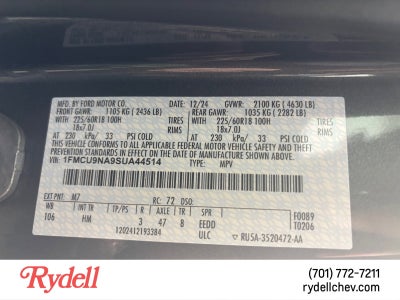 MFD. BY FORD MOTOR CO. 12/24 GVWR: 2100 KG ( 4630 LB)
FRONT GAWR: 1105 KG ( 2436 LB) REAR GAWR: 1035 KG ( 2282 LB)
WITH WITH
225/60R18 100H TIRES 225/60R18 100H TIRES
18x7.0J RIMS 18x7.0J RIMS
AT 230 kPa/ 33 PSI COLD AT 230 kPa/ 33 PSI COLD
THIS VEHICLE CONFORMS TO ALL APPLICABLE FEDERAL MOTOR VEHICLE SAFETY, BUMPER, AND THEFT
PREVENTION STANDARDS IN EFFECT ON THE DATE OF MANUFACTURE SHOWN ABOVE.
VIN: 1FMCU9NA9SUA44514 TYPE: MPV
EXT PNT: M7 RC: 72 DSO:
WB INT TR TP/PS R AXLE TR SPR F0089
106 HM 3 47 8 EEDD T0206
1202412193384 ULC RU5A-3520472-AA
Rydell
(701) 772-7211
rydellchev.com